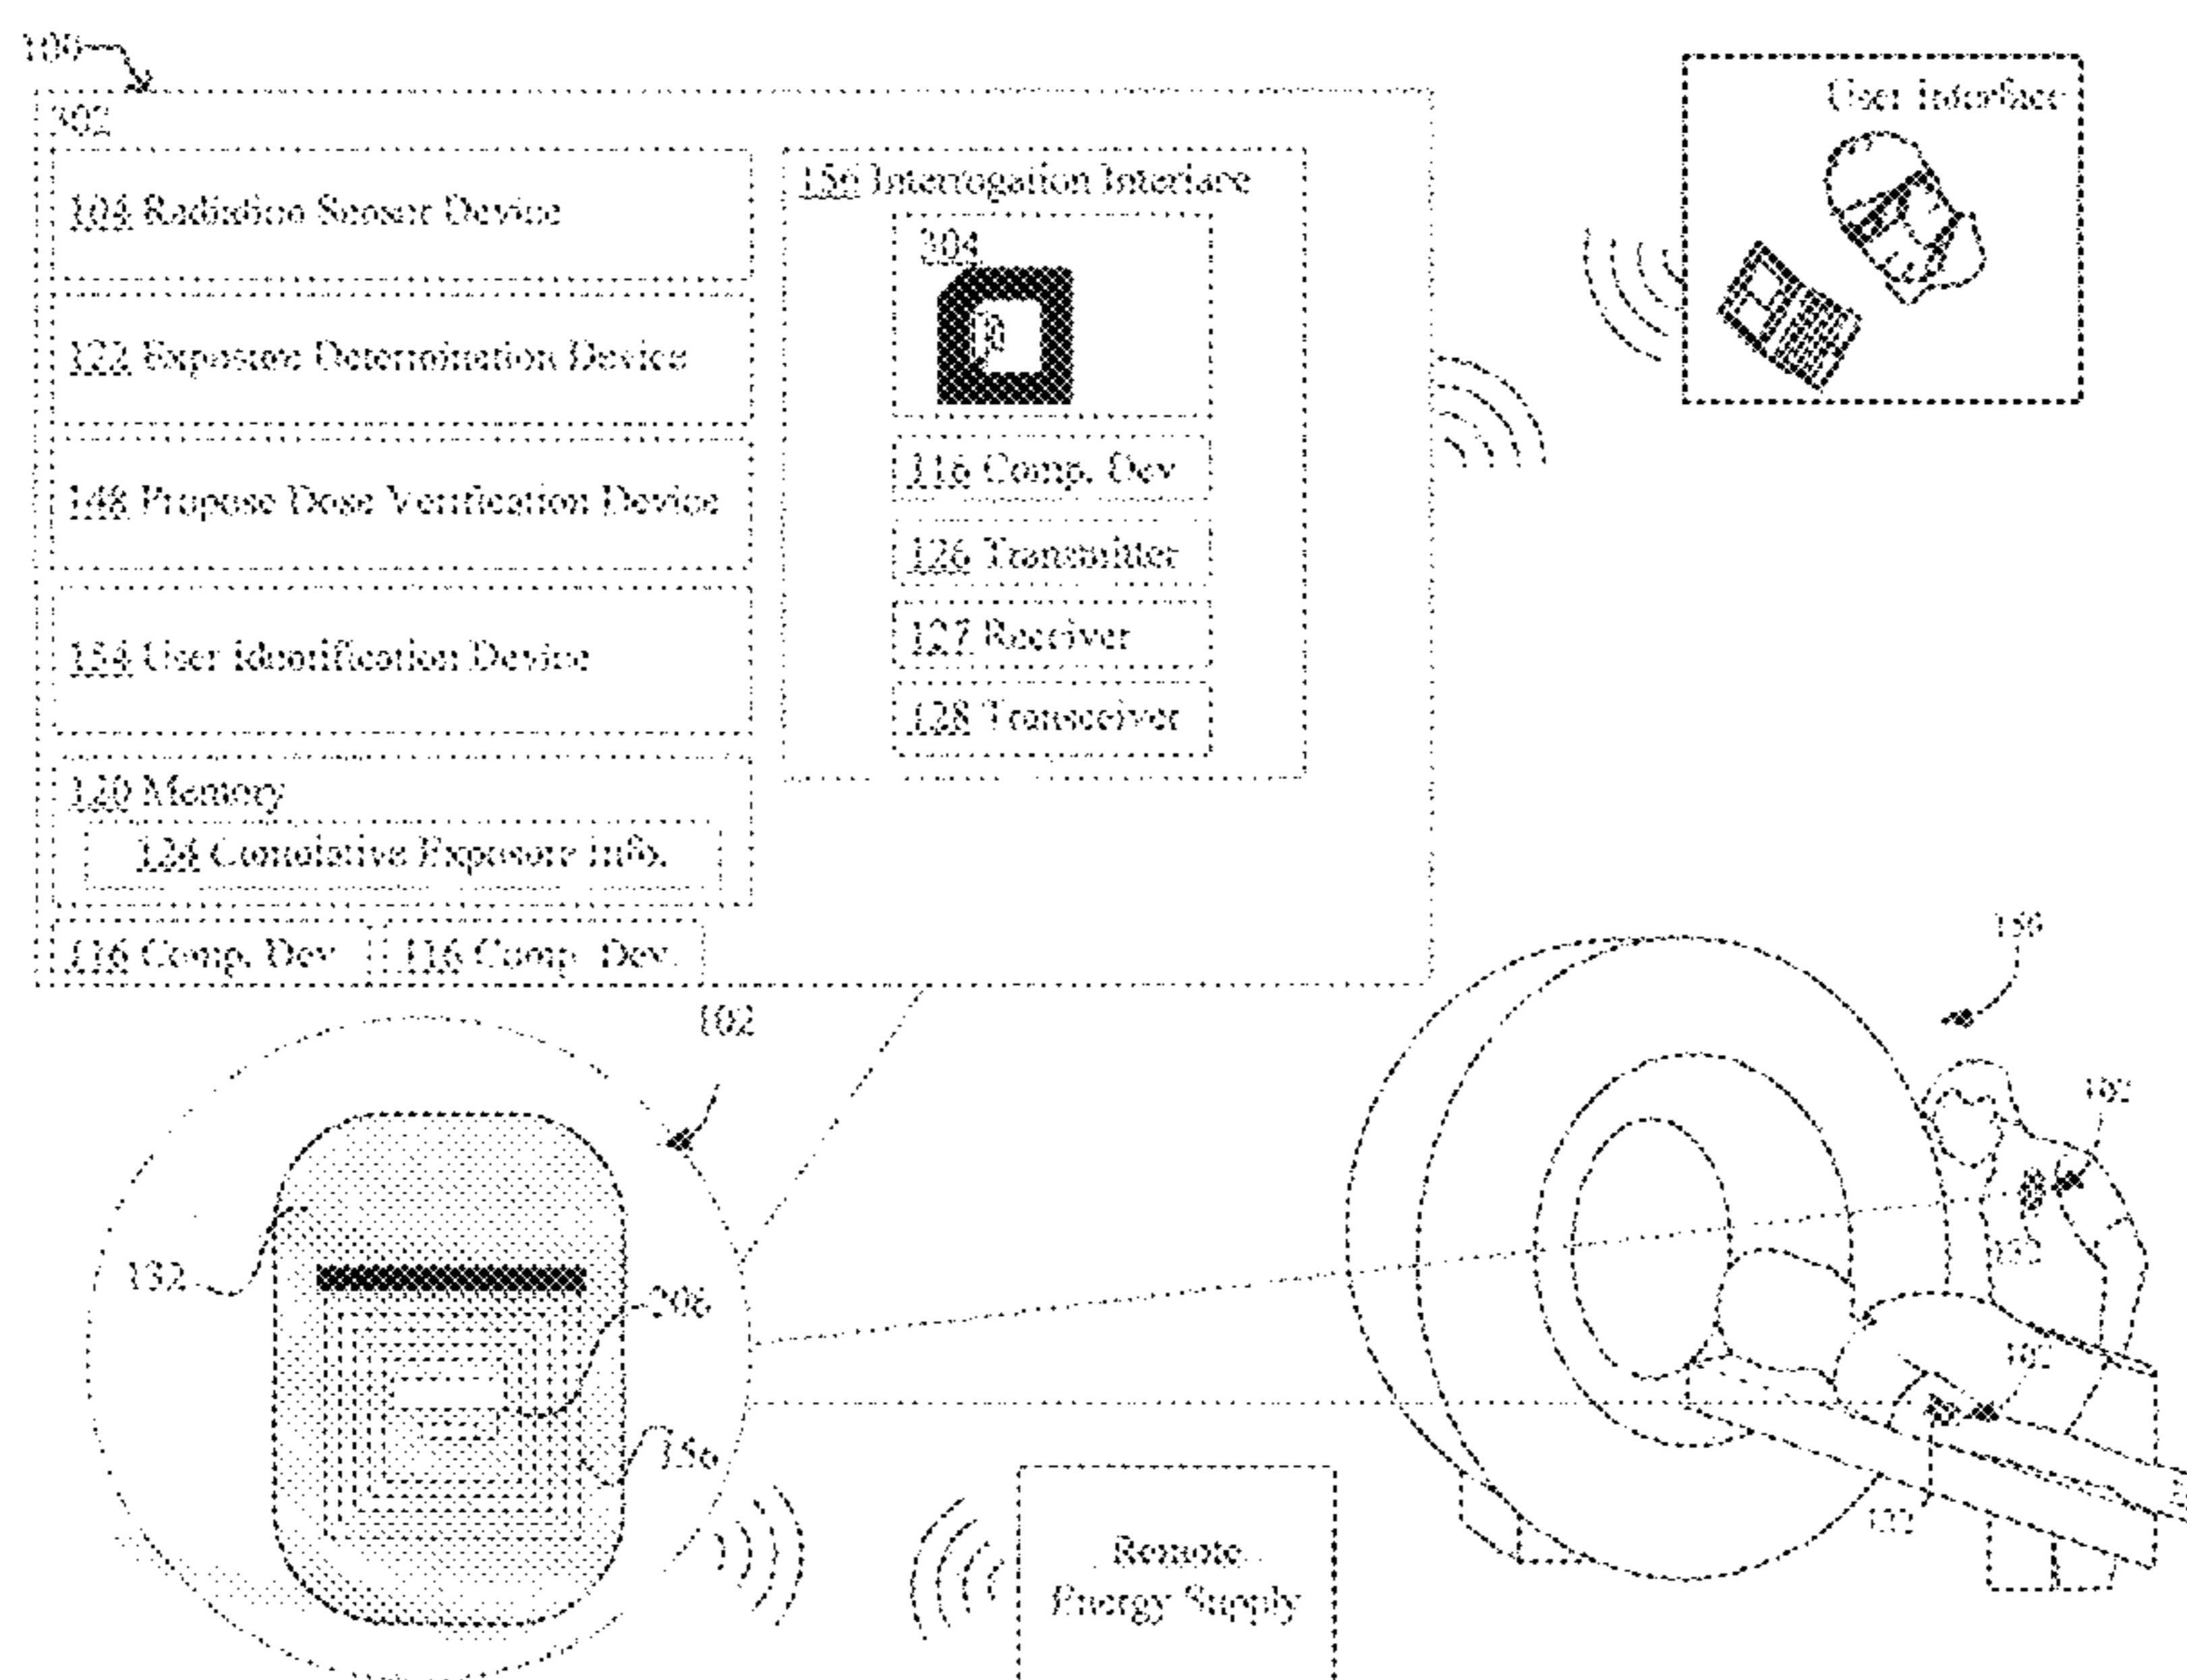 100
302
104 Radiation Sensor Device
122 Exposure Determination Device
148 Propose Dose Verification Device
154 User Identification Device
120 Memory
124 Cumulative Exposure Info.
116 Comp. Dev
116 Comp. Dev.
156 Interrogation Interface
304
116 Comp. Dev
126 Transmitter
127 Receiver
128 Transceiver
User Interface
102
132
156
102
102
Remote
Energy Supply